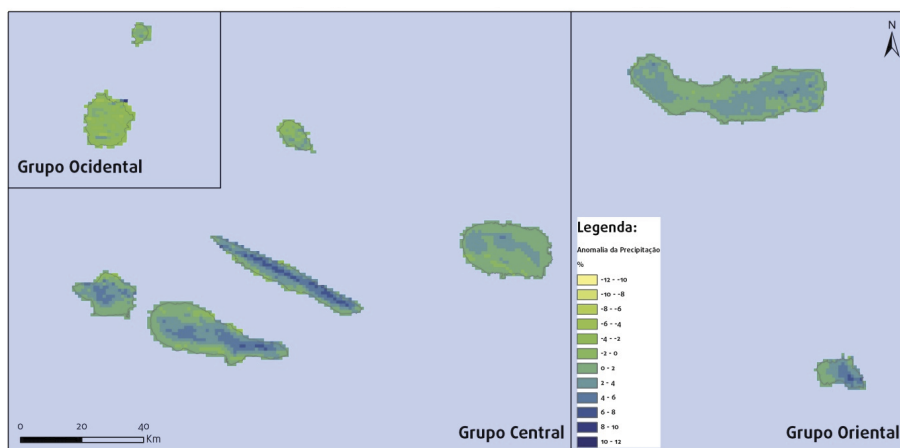 N
Grupo Ocidental
Legenda:
Anomalia da Precipitação
%
-12 - -10
-10 - -8
-8 - -6
-6 - -4
-4 - -2
-2 - 0
0 - 2
2 - 4
4 - 6
6 - 8
8 - 10
10 - 12
0 20 40
Km
Grupo Central
Grupo Oriental